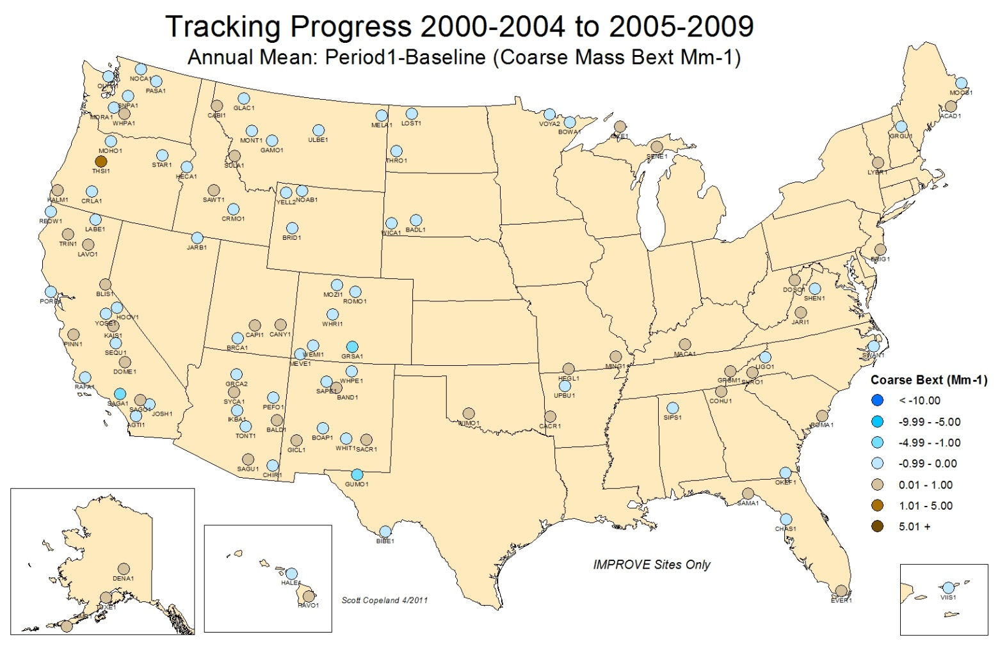 Tracking Progress 2000-2004 to 2005-2009
Annual Mean: Period1-Baseline (Coarse Mass Bext Mm-1)
NOCA1
PASA1
SNPA1
MORA1
WHPA1
CABI1
GLAC1
MELA1
LOST1
VOYA2
BOWA1
ISLE1
SENE1
MOOS1
ACAD1
GRGU1
LYBR1
MOHO1
THSI1
STAR1
HECA1
MONT1
GAMO1
ULBE1
SULA1
THRO1
KALM1
CRLA1
SAWT1
CRMO1
YELL2
NOAB1
REDW1
LABE1
JARB1
BRID1
WICA1
BADL1
TRIN1
LAVO1
BRIG1
BLIS1
PORE1
HOOV1
YOSE1
KAIS1
PINN1
SEQU1
DOME1
MOZI1
ROMO1
WHRI1
CAPI1
CANY1
BRCA1
WEMI1
MEVE1
GRSA1
DOSO1
SHEN1
JARI1
MACA1
MING1
SWAN1
LIGO1
RAFA1
SAGA1
SAGO1
JOSH1
AGTI1
GRCA2
SYCA1
IKBA1
TONT1
PEFO1
BALD1
SAPE1
WHPE1
BAND1
HEGL1
UPBU1
GRSM1
SHRO1
COHU1
Coarse Bext (Mm-1)
< -10.00
-9.99 - -5.00
-4.99 - -1.00
-0.99 - 0.00
0.01 - 1.00
1.01 - 5.00
5.01 +
GICL1
BOAP1
WHIT1
SACR1
WIMO1
CACR1
SIPS1
ROMA1
SAGU1
CHIR1
GUMO1
OKEF1
SAMA1
BIBE1
CHAS1
EVER1
DENA1
TUXE1
SIME1
HALE1
HAVO1
VIIS1
IMPROVE Sites Only
Scott Copeland 4/2011